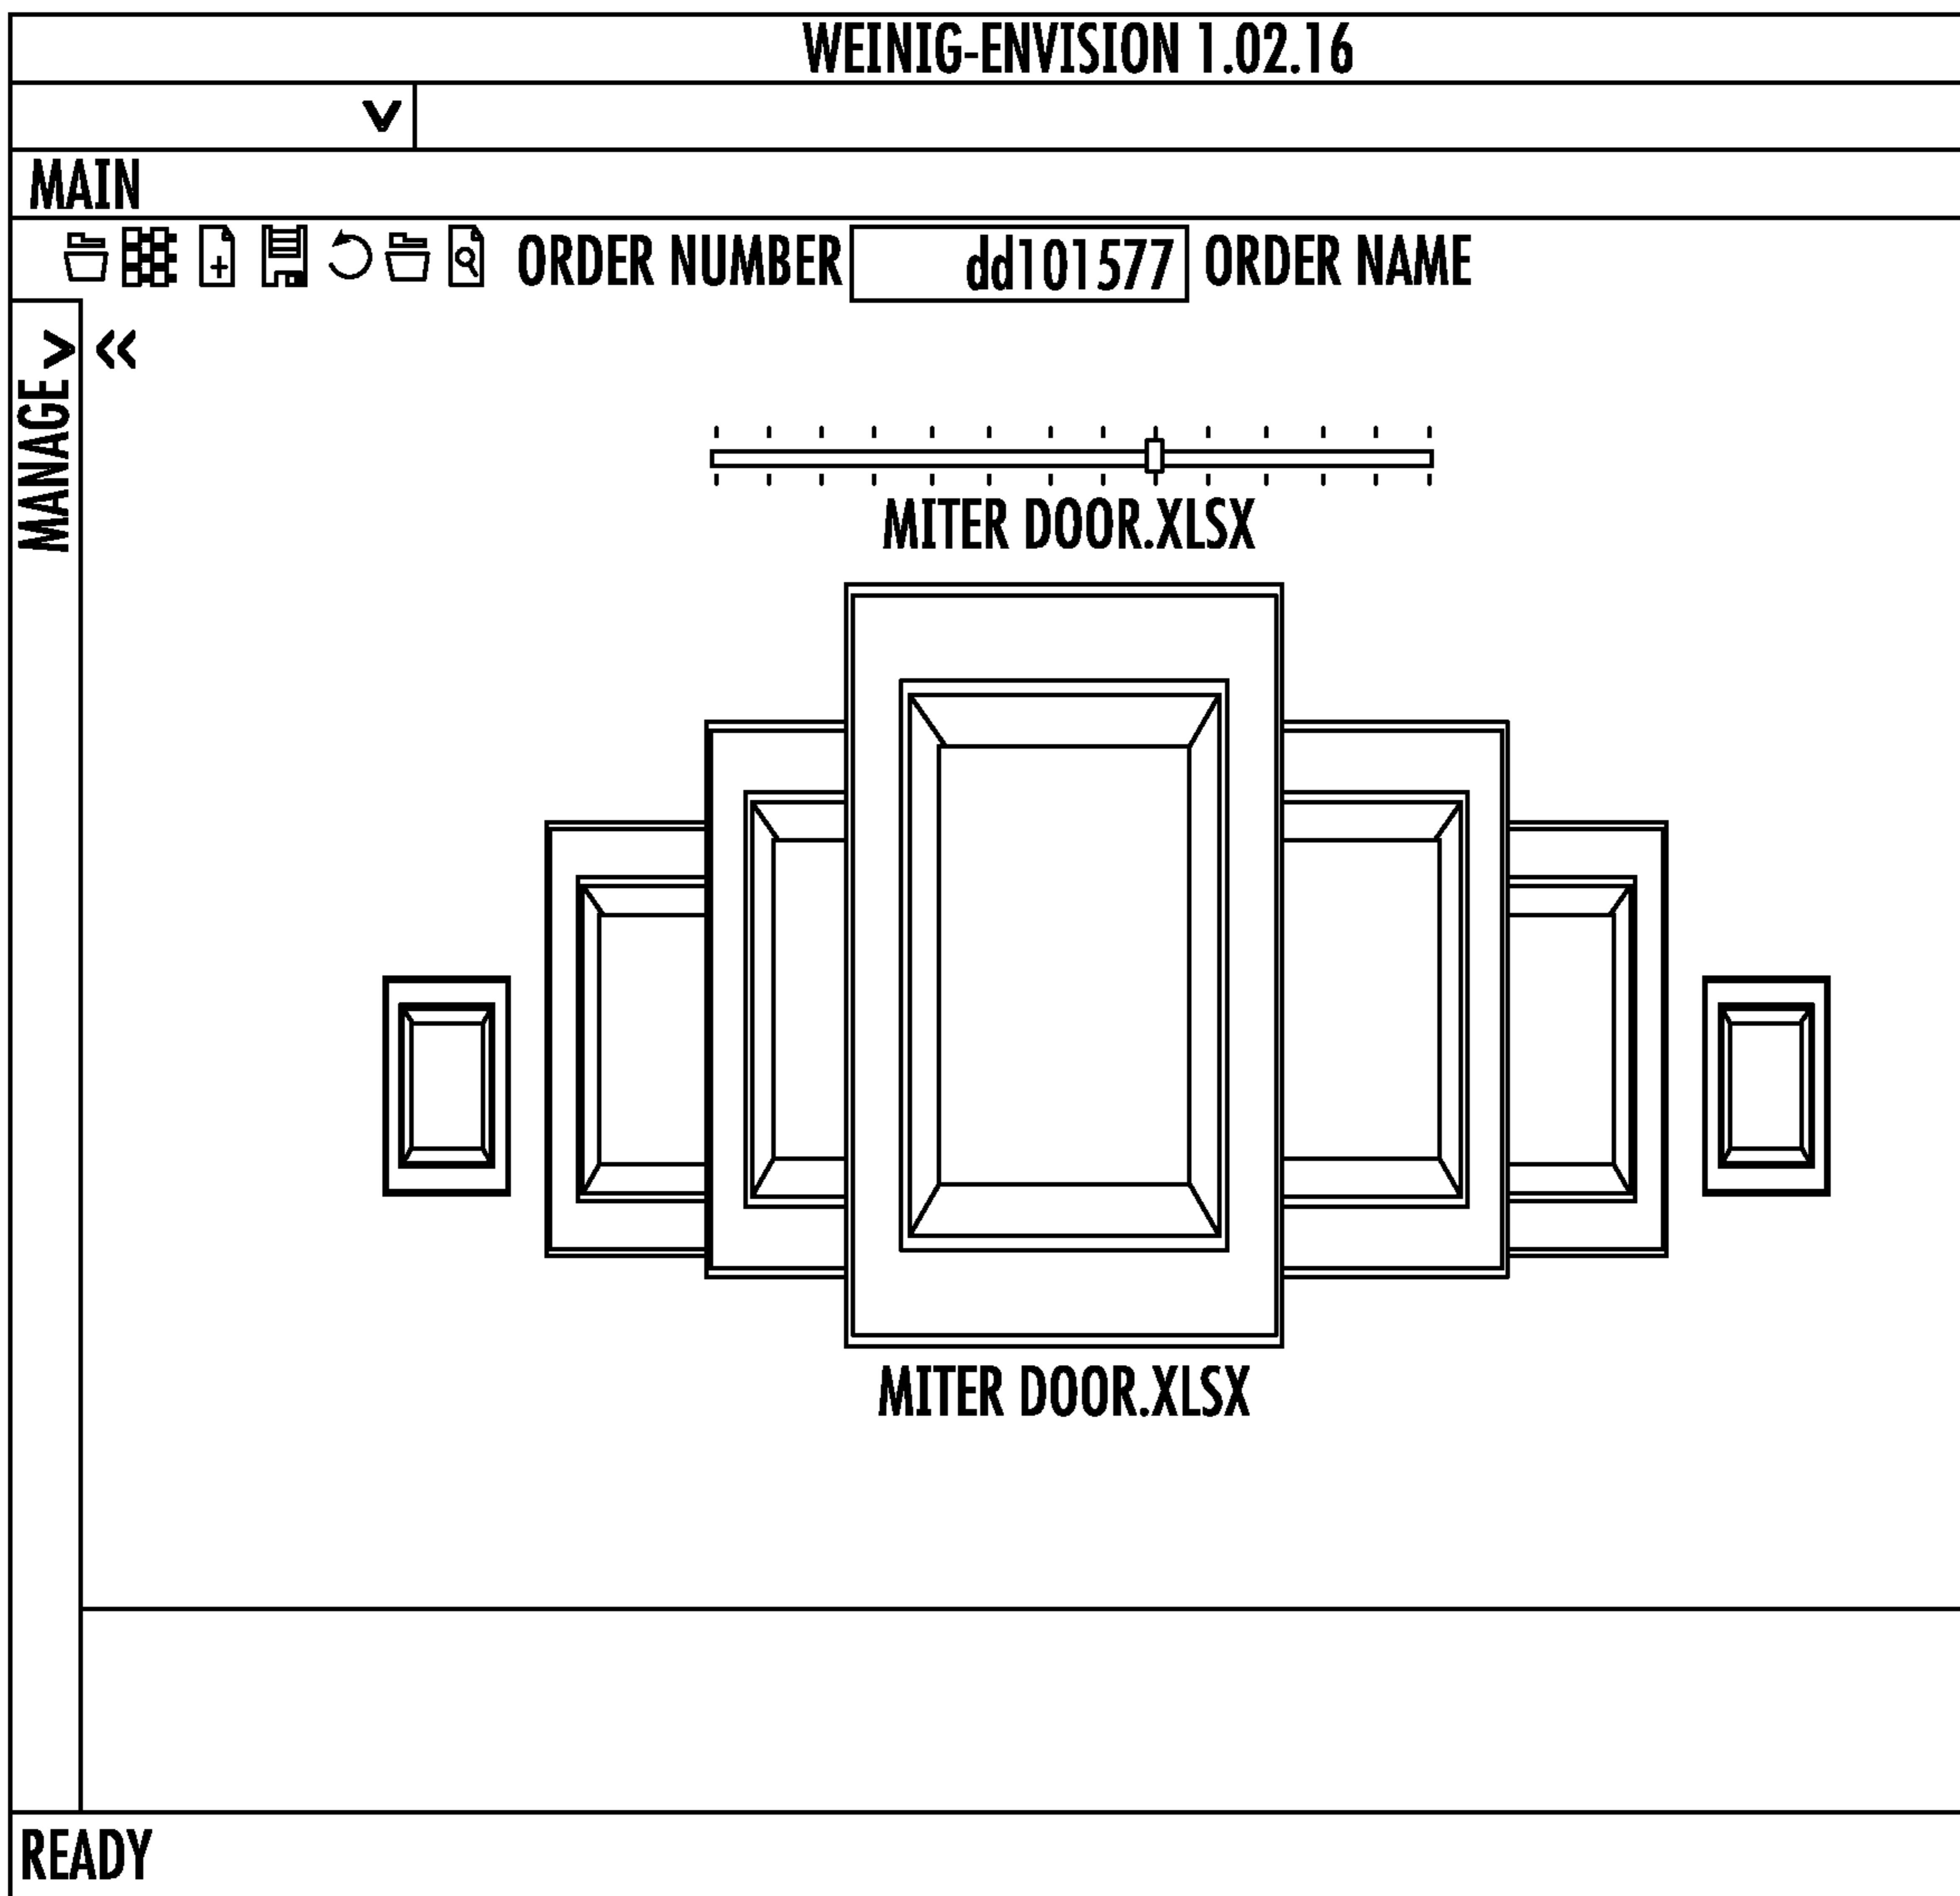 WEINIG-ENVISION 1.02.16
MAIN
ORDER NUMBER dd101577 ORDER NAME
MANAGE
MITER DOOR.XLSX
MITER DOOR.XLSX
READY